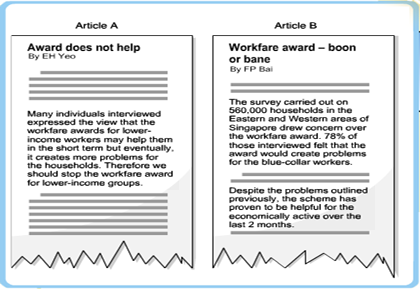 Article A
Award does not help
By EH Yeo
Many individuals interviewed
expressed the view that the
workfare awards for lower-
income workers may help them
in the short term but eventually,
it creates more problems for
the households. Therefore we
should stop the workfare award
for lower-income groups.
Article B
Workfare award – boon
or bane
By FP Bai
The survey carried out on
560,000 households in the
Eastern and Western areas of
Singapore drew concern over
the workfare award. 78% of
those interviewed felt that the
award would create problems
for the blue-collar workers.
Despite the problems outlined
previously, the scheme has
proven to be helpful for the
economically active over the
last 2 months.